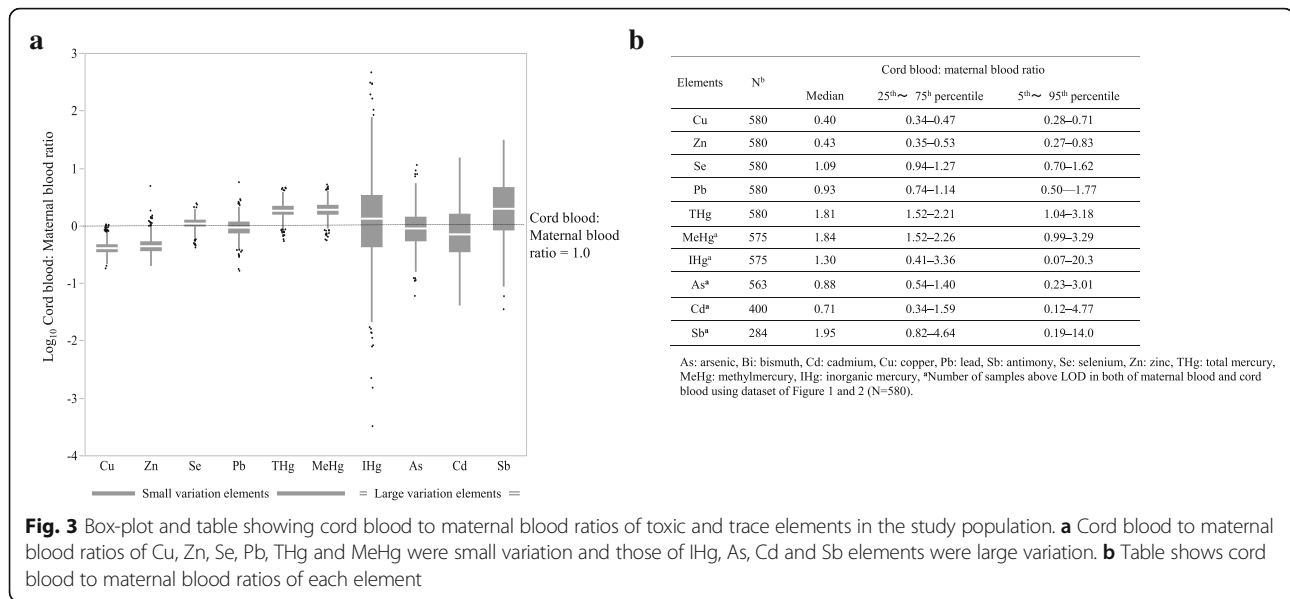 a
3
2
1
0
-1
-2
-3
-4
Log10 Cord blood: Maternal blood ratio
Cord blood:
Maternal blood
ratio = 1.0
Cu Zn Se Pb THg MeHg IHg As Cd Sb
Small variation elements = Large variation elements =
b
Elements Nb Cord blood: maternal blood ratio
Median 25th～ 75h percentile 5th～ 95th percentile
Cu 580 0.40 0.34–0.47 0.28–0.71
Zn 580 0.43 0.35–0.53 0.27–0.83
Se 580 1.09 0.94–1.27 0.70–1.62
Pb 580 0.93 0.74–1.14 0.50—1.77
THg 580 1.81 1.52–2.21 1.04–3.18
MeHga 575 1.84 1.52–2.26 0.99–3.29
IHga 575 1.30 0.41–3.36 0.07–20.3
Asa 563 0.88 0.54–1.40 0.23–3.01
Cda 400 0.71 0.34–1.59 0.12–4.77
Sba 284 1.95 0.82–4.64 0.19–14.0
As: arsenic, Bi: bismuth, Cd: cadmium, Cu: copper, Pb: lead, Sb: antimony, Se: selenium, Zn: zinc, THg: total mercury,
MeHg: methylmercury, IHg: inorganic mercury, aNumber of samples above LOD in both of maternal blood and cord
blood using dataset of Figure 1 and 2 (N=580).
Fig. 3 Box-plot and table showing cord blood to maternal blood ratios of toxic and trace elements in the study population. a Cord blood to maternal
blood ratios of Cu, Zn, Se, Pb, THg and MeHg were small variation and those of IHg, As, Cd and Sb elements were large variation. b Table shows cord
blood to maternal blood ratios of each element